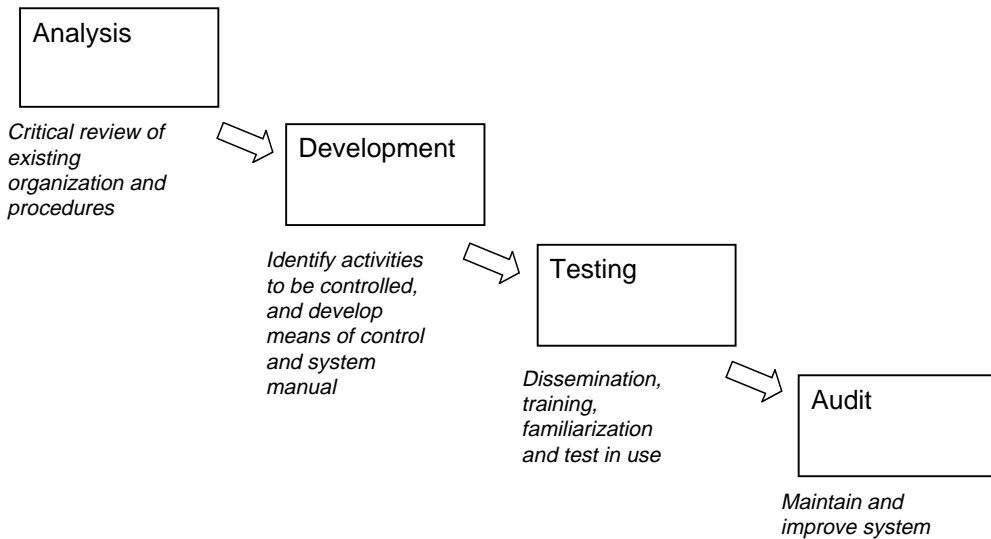 Analysis
Critical review of
existing
organization and
procedures
Development
Identify activities
to be controlled,
and develop
means of control
and system
manual
Testing
Dissemination,
training,
familiarization
and test in use
Audit
Maintain and
improve system